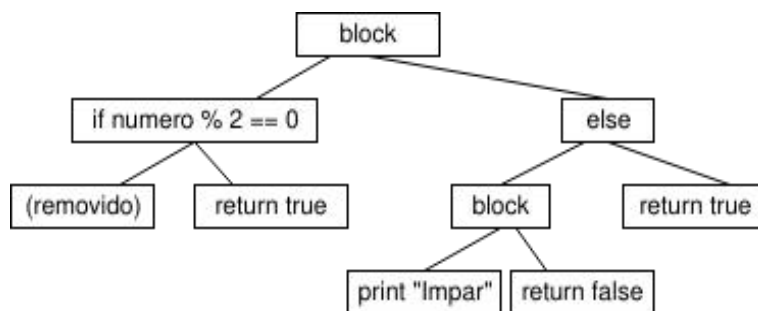 block
if numero % 2 == 0
else
(removido)
return true
block
return true
print "Impar"
return false